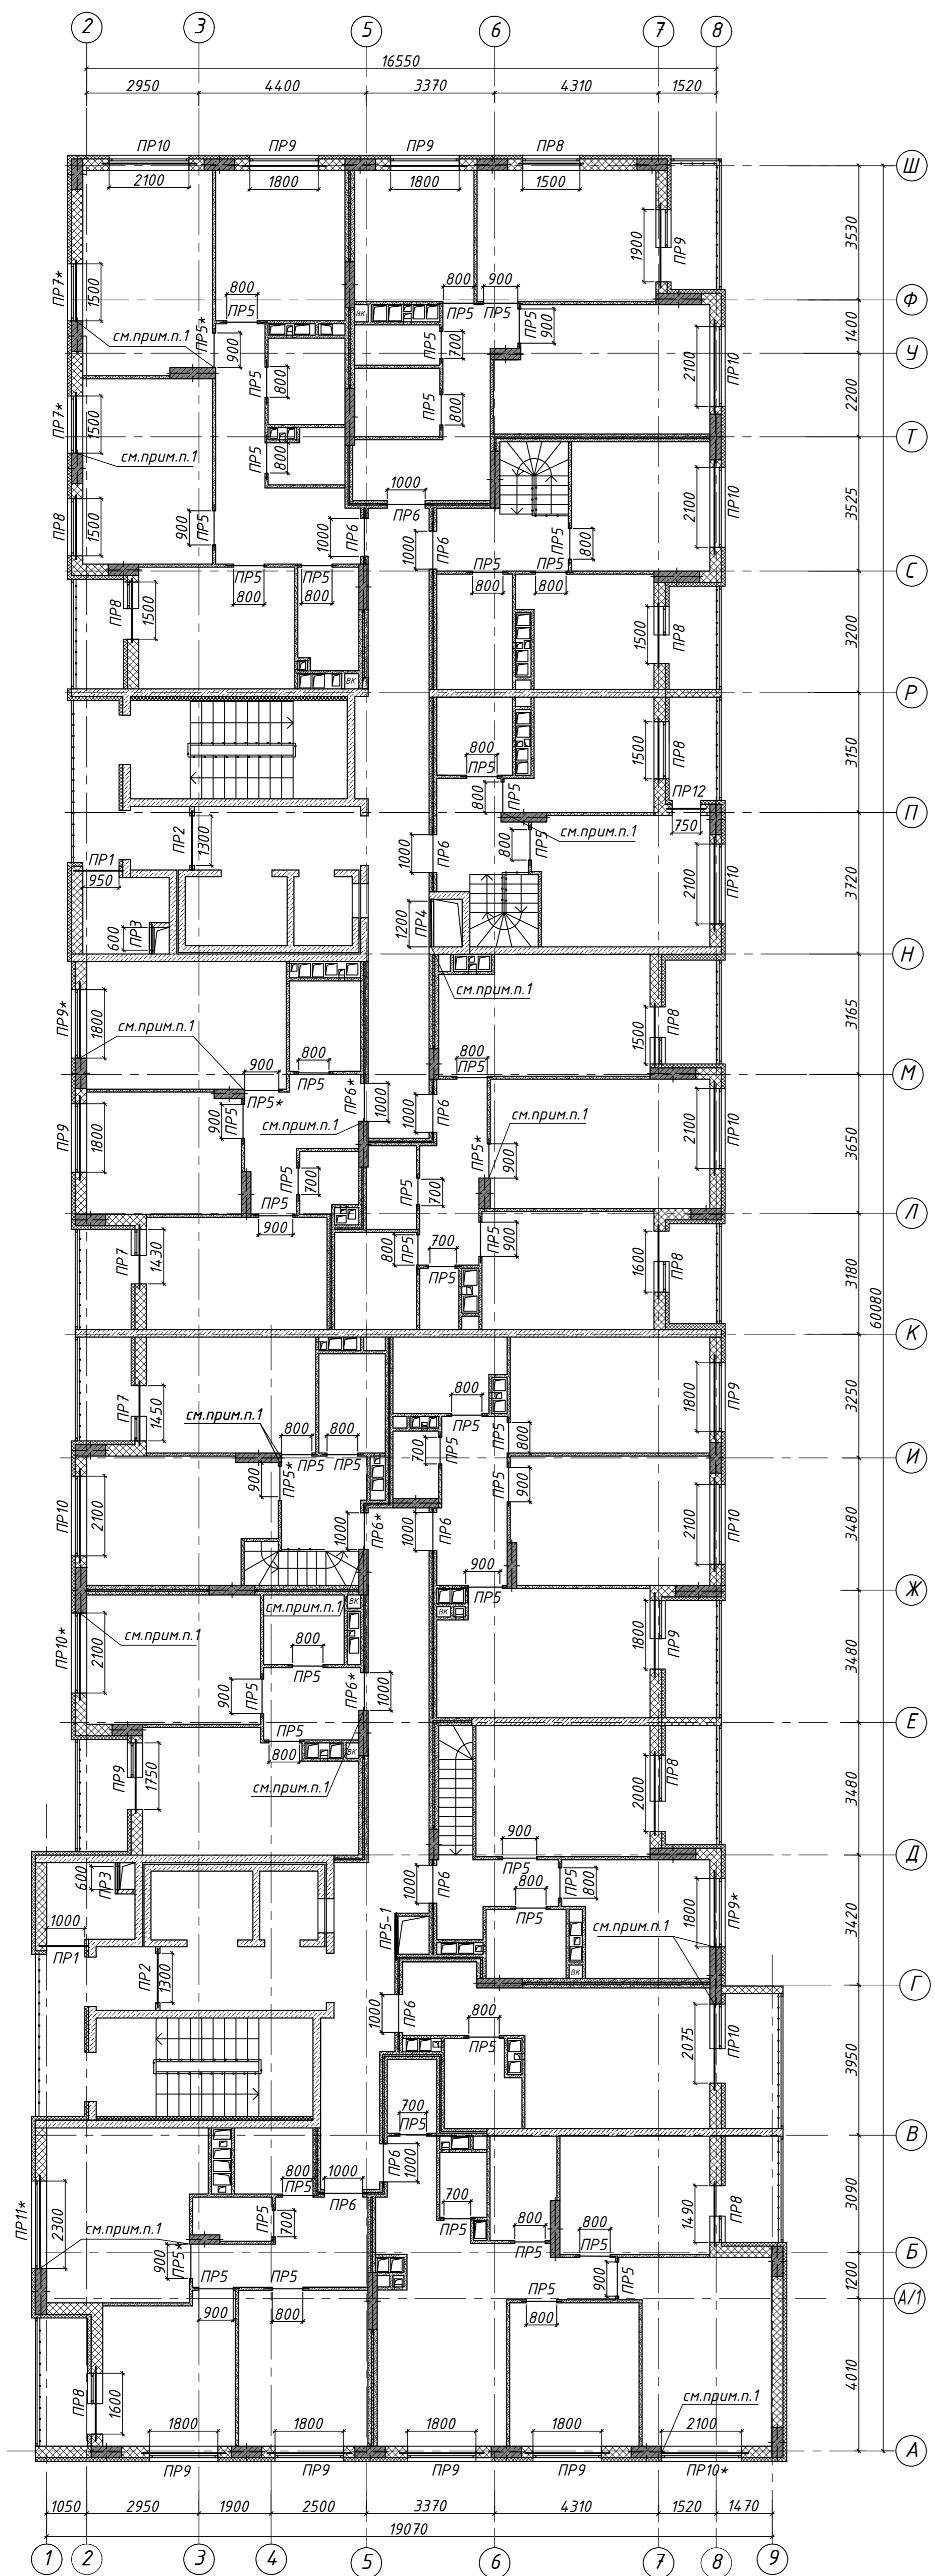 2 3 5 6 7 8
16550
2950 4400 3370 4310 1520
ПР10 ПР9 ПР9 ПР8
Ш
2100 1800 1800 1500
3530
1900 ПР9
ПР7* 1500
800 800 900
Ф
ПР5 ВК ПР5 ПР5
см.прим.п.1
ПР5* 900 ПР5 700 ПР5 900
1400
У
ПР5 800 2100 ПР10
2200
ПР7* 1500 ПР5 800
Т
см.прим.п.1
ПР5 800
1000
ПР6
2100 ПР10
3525
ПР8 1500 900 ПР5 1000 ПР6 1000 ПР6 ПР5 800
С
ПР5 ПР5 ПР5 ПР5
800 800 800 800
ПР8 1500
1500 ПР8
3200
ВК
Р
800
ПР5
1500 ПР8
3150
800 ПР5
ПР12
П
750
ПР2 1300
см.прим.п.1
1000 ПР6 800 ПР5
ПР1
950
2100 ПР10
3720
600 ПР3
1200 ПР4
Н
см.прим.п.1
ПР9* 1800
1500 ПР8
3165
см.прим.п.1
900 800 800
ПР5* ПР5 ПР5
М
ПР6* 1000 1000 ПР6
ПР9 1800 900 ПР5
см.прим.п.1
см.прим.п.1
2100 ПР10
3650
ПР5* 900
ПР5 700 ПР5 700
ПР5
900
Л
ПР7 1430
800 ПР5 700 ПР5 ПР5 900
1600 ПР8
3180
60080
К
ПР7 1450
800
ПР5
1800 ПР9
3250
см.прим.п.1
800 800
ПР5 ПР5
700 ПР5 ПР5 800
И
ПР10 2100 900 ПР5*
900
1000 ПР6* 1000 ПР6
2100 ПР10
3480
900
ПР5
Ж
см.прим.п.1
ВК ВК
ПР10* 2100
см.прим.п.1
800
ПР5
1800 ПР9
3480
900 ПР5 ПР6* 1000
ПР5
800
ВК
Е
ПР9 1750
см.прим.п.1
2000 ПР8
3480
900
ПР5
Д
600 ПР3
1000 ПР6 ПР5 800
800
ПР5
1800 ПР9*
3420
1000
ПР1
ПР2 1300
ПР5-1
см.прим.п.1
ВК
Г
1000 ПР6
800
ПР5
2075 ПР10
3950
700
ПР5
В
ПР6 1000
ПР11* 2300
800 1000
ПР5 ПР6
700
ПР5
1490 ПР8
3090
см.прим.п.1
ПР5 700
800 800
ПР5 ПР5
Б
900 ПР5*
ПР5 ПР5
900 800
900 ПР5
ПР5
800
1200
А/1
ПР8 1600
4010
см.прим.п.1
1800 1800 1800 1800 2100
А
ПР9 ПР9 ПР9 ПР9 ПР10*
1050 2950 1900 2500 3370 4310 1520 1470
19070
1 2 3 4 5 6 7 8 9